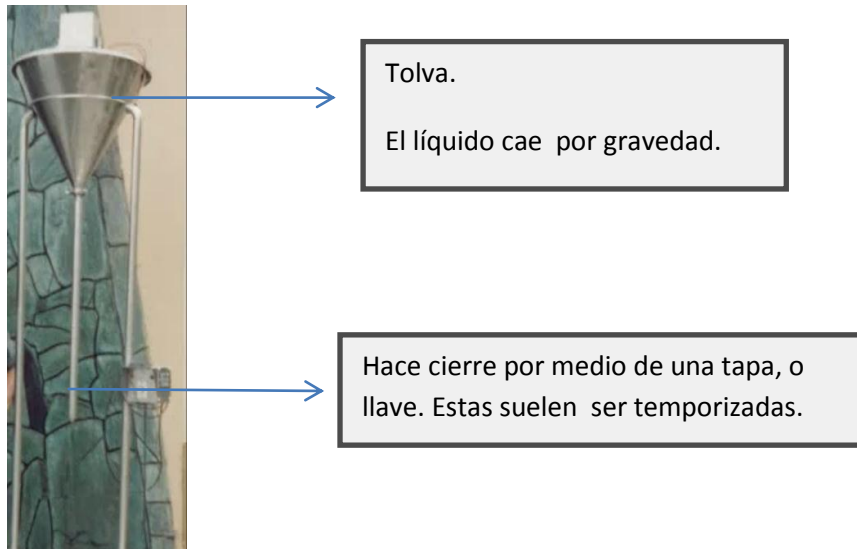 Tolva.
El líquido cae por gravedad.
Hace cierre por medio de una tapa, o
llave. Estas suelen ser temporizadas.